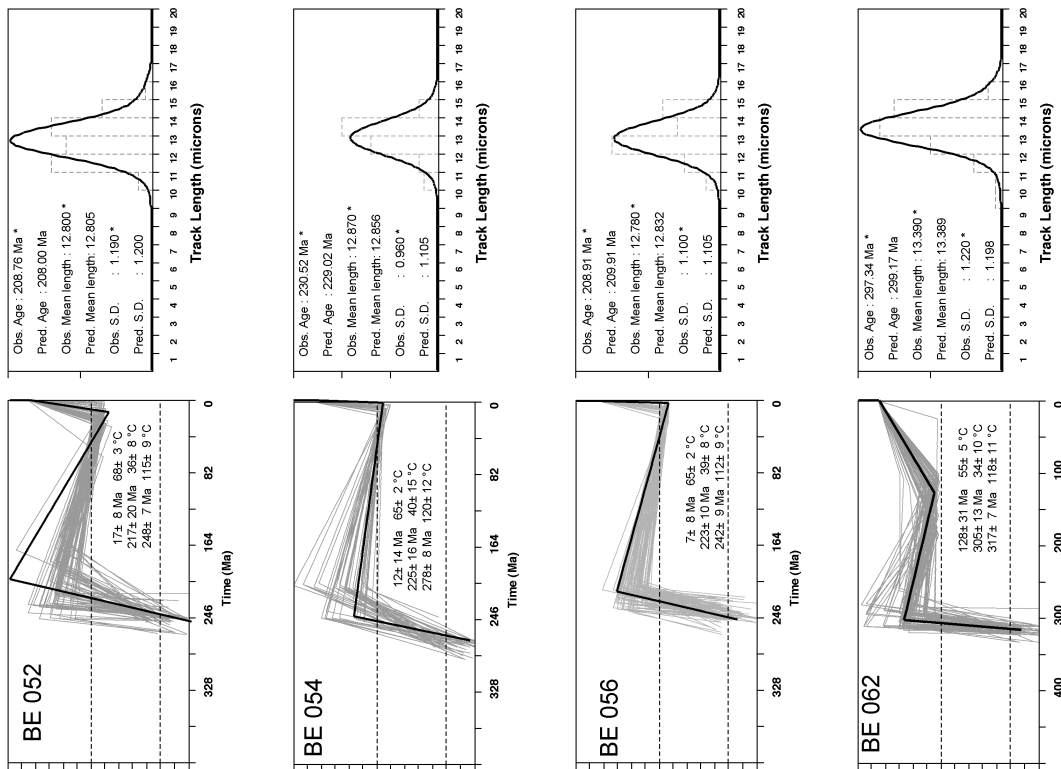 BE 052
17± 8 Ma 68± 3 °C
217± 20 Ma 36± 8 °C
248± 7 Ma 115± 9 °C
328 246 164 82 0
Time (Ma)
Obs. Age : 208.76 Ma *
Pred. Age : 208.00 Ma
Obs. Mean length : 12.800 *
Pred. Mean length: 12.805
Obs. S.D. : 1.190 *
Pred. S.D. : 1.200
1 2 3 4 5 6 7 8 9 10 11 12 13 14 15 16 17 18 19 20
Track Length (microns)
BE 054
12± 14 Ma 65± 2 °C
225± 16 Ma 40± 15 °C
278± 8 Ma 120± 12 °C
328 246 164 82 0
Time (Ma)
Obs. Age : 230.52 Ma *
Pred. Age : 229.02 Ma
Obs. Mean length : 12.870 *
Pred. Mean length: 12.856
Obs. S.D. : 0.960 *
Pred. S.D. : 1.105
1 2 3 4 5 6 7 8 9 10 11 12 13 14 15 16 17 18 19 20
Track Length (microns)
BE 056
7± 8 Ma 65± 2 °C
223± 10 Ma 39± 8 °C
242± 9 Ma 112± 9 °C
328 246 164 82 0
Time (Ma)
Obs. Age : 208.91 Ma *
Pred. Age : 209.91 Ma
Obs. Mean length : 12.780 *
Pred. Mean length: 12.832
Obs. S.D. : 1.100 *
Pred. S.D. : 1.105
1 2 3 4 5 6 7 8 9 10 11 12 13 14 15 16 17 18 19 20
Track Length (microns)
BE 062
128± 31 Ma 55± 5 °C
305± 13 Ma 34± 10 °C
317± 7 Ma 118± 11 °C
400 300 200 100 0
Time (Ma)
Obs. Age : 297.34 Ma *
Pred. Age : 299.17 Ma
Obs. Mean length : 13.390 *
Pred. Mean length: 13.389
Obs. S.D. : 1.220 *
Pred. S.D. : 1.198
1 2 3 4 5 6 7 8 9 10 11 12 13 14 15 16 17 18 19 20
Track Length (microns)